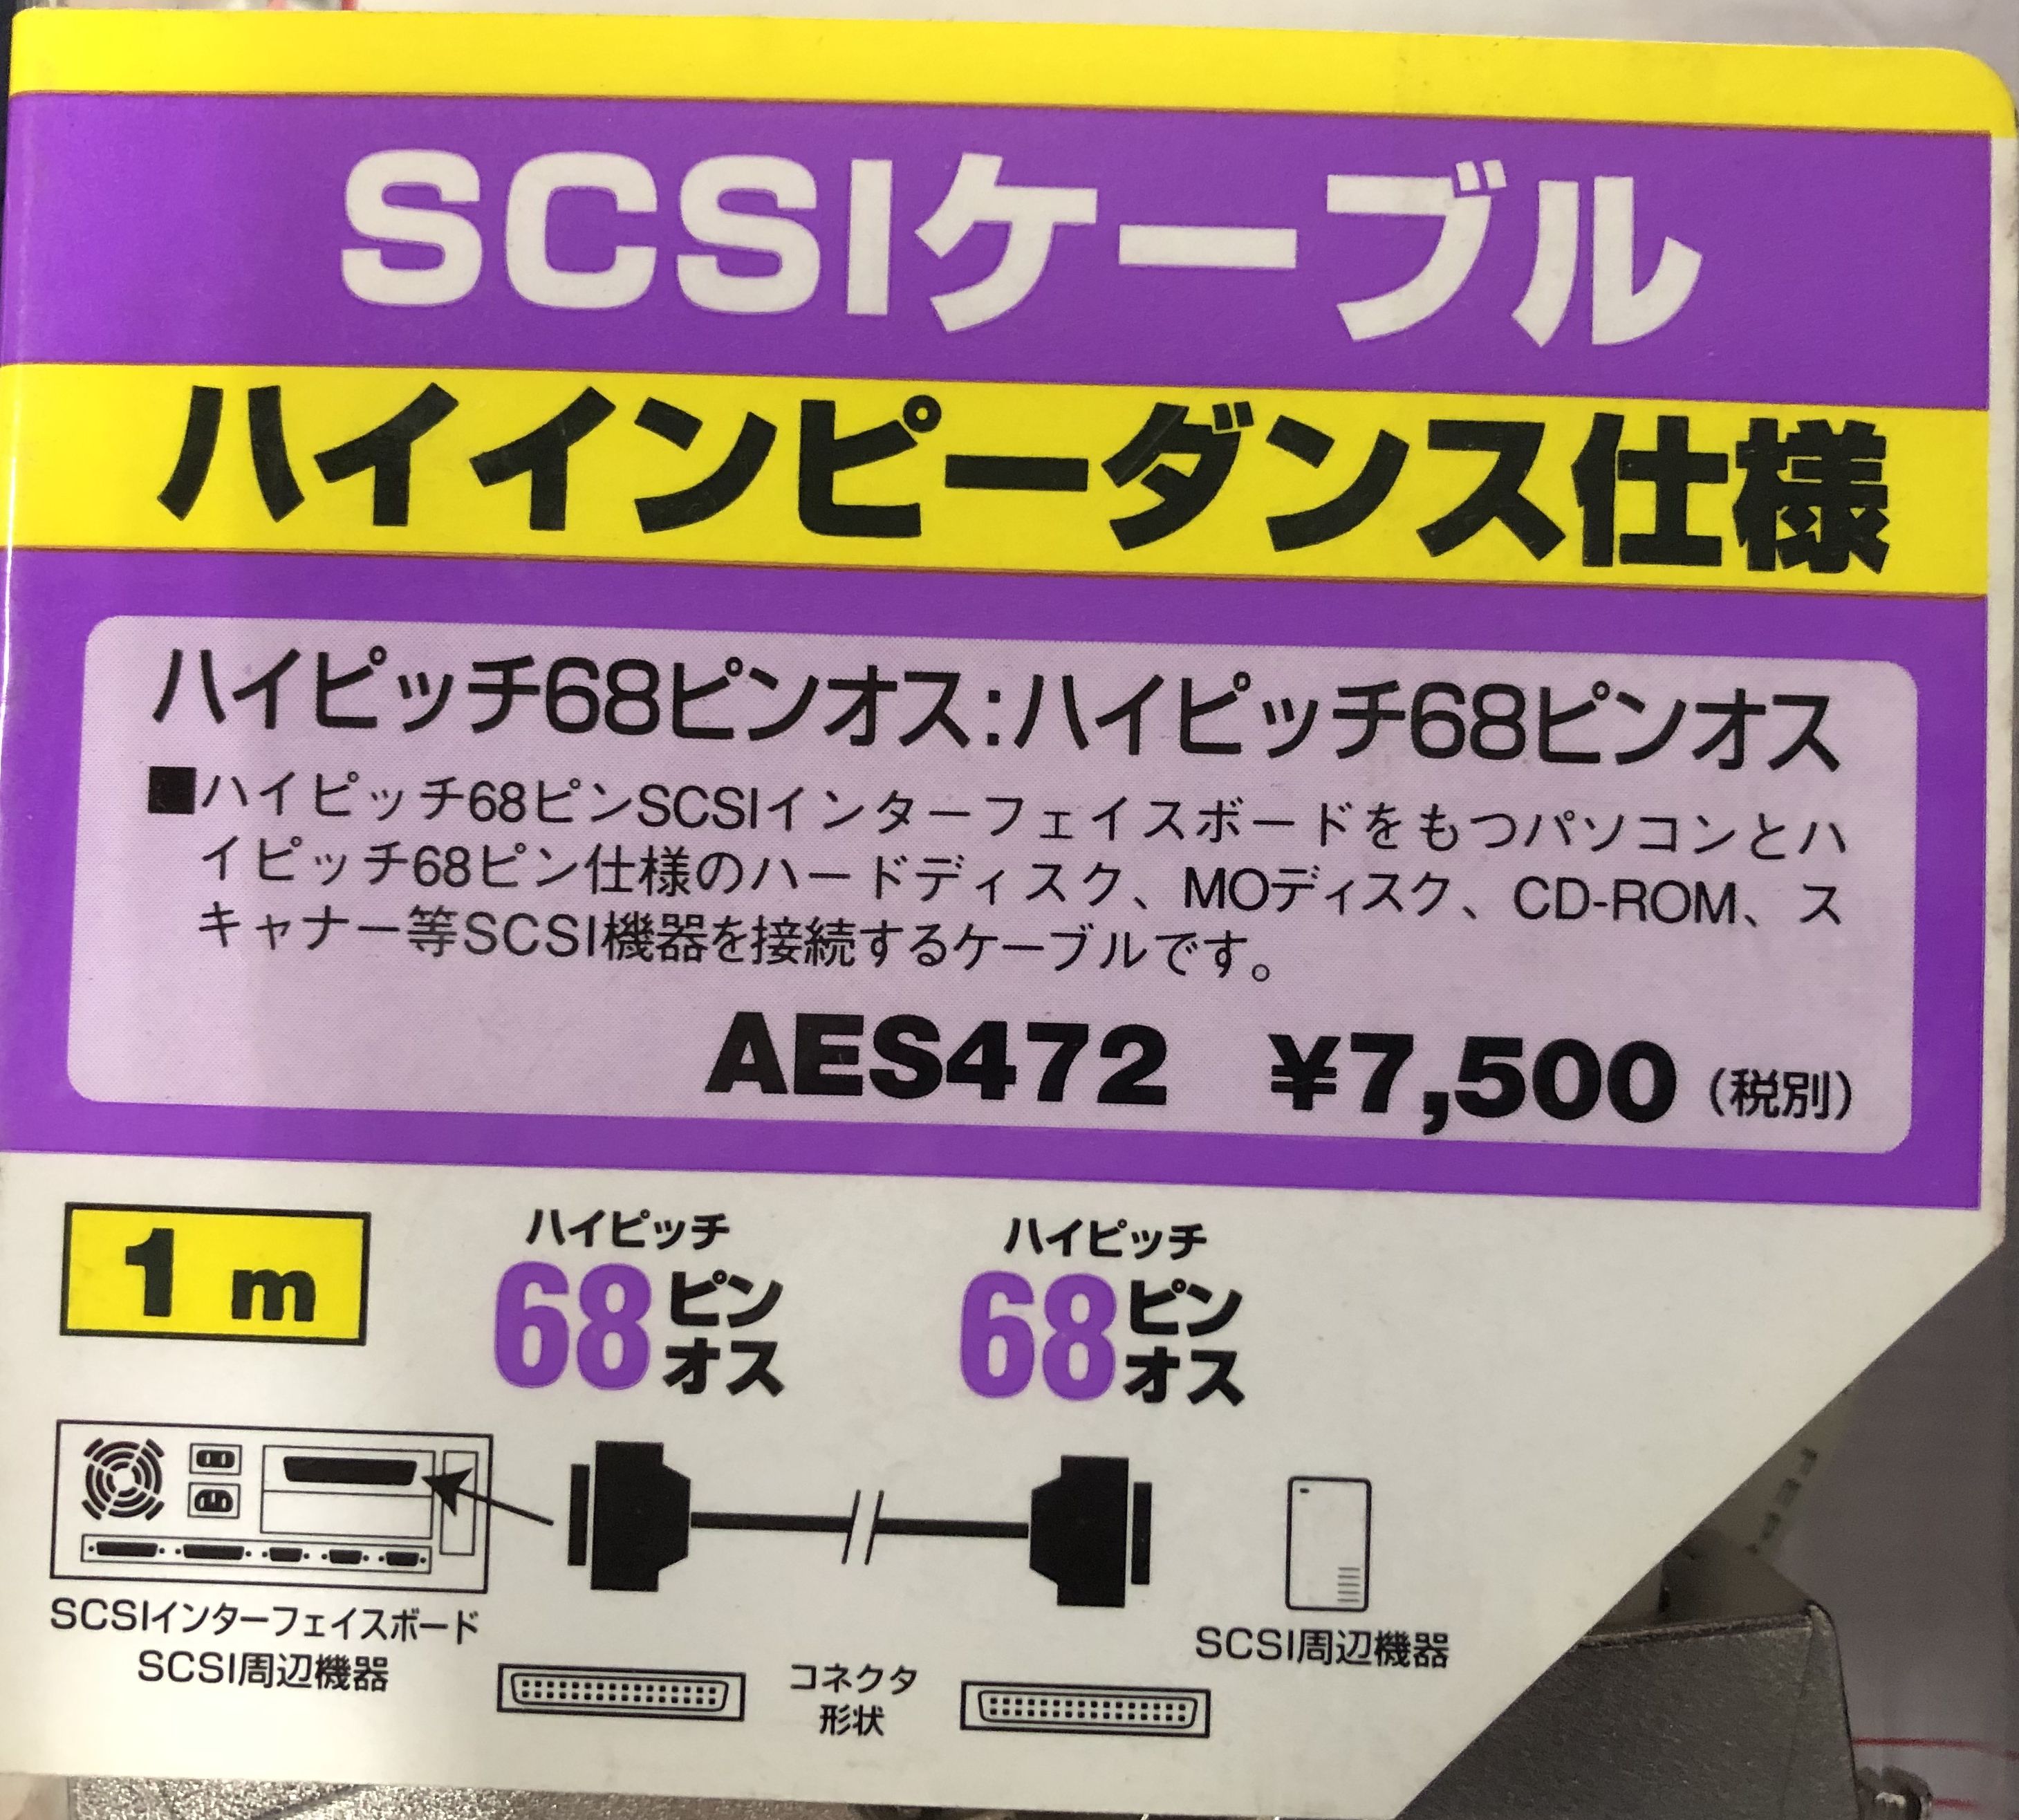 SCSIケーブル
ハイインピーダンス仕様
ハイピッチ68ピンオス:ハイピッチ68ピンオス
■ハイピッチ68ピンSCSIインターフェイスボードをもつパソコンとハ
イピッチ68ピン仕様のハードディスク、MOディスク、CD-ROM、ス
キャナー等SCSI機器を接続するケーブルです。
AES472 ¥7,500(税別)
1m
ハイピッチ
68ピン
オス
ハイピッチ
68ピン
オス
SCSIインターフェイスボード
SCSI周辺機器
SCSI周辺機器
コネクタ
形状